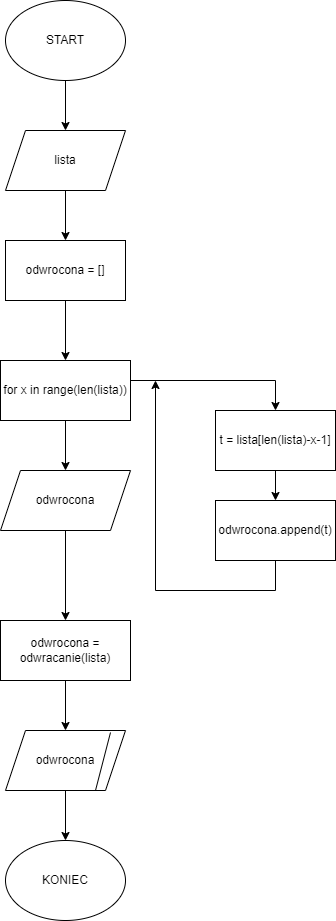 START
lista
odwrocona = []
for x in range(len(lista))
t = lista[len(lista)-x-1]
odwrocona
odwrocona.append(t)
odwrocona =
odwracanie(lista)
odwrocona
KONIEC